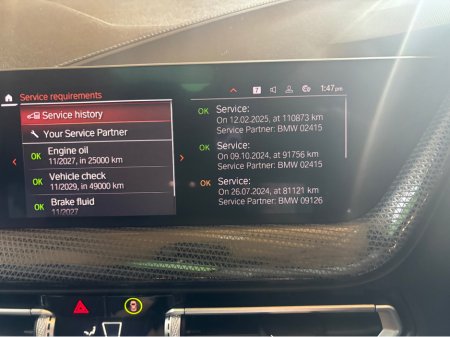 Service requirements
7
1:47pm
Service history
Your Service Partner
OK Engine oil
11/2027, in 25000 km
OK Vehicle check
11/2029, in 49000 km
OK Brake fluid
11/2027
OK Service:
On 12.02.2025, at 110873 km
Service Partner: BMW 02415
OK Service:
On 09.10.2024, at 91756 km
Service Partner: BMW 02415
OK Service:
On 26.07.2024, at 81121 km
Service Partner: BMW 09126